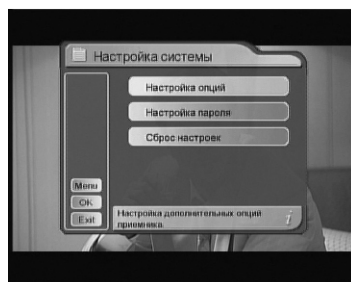 Настройка системы
Настройка опций
Настройка пароля
Сброс настроек
Menu
OK
Exit
Настройка дополнительных опций
приемника.
i